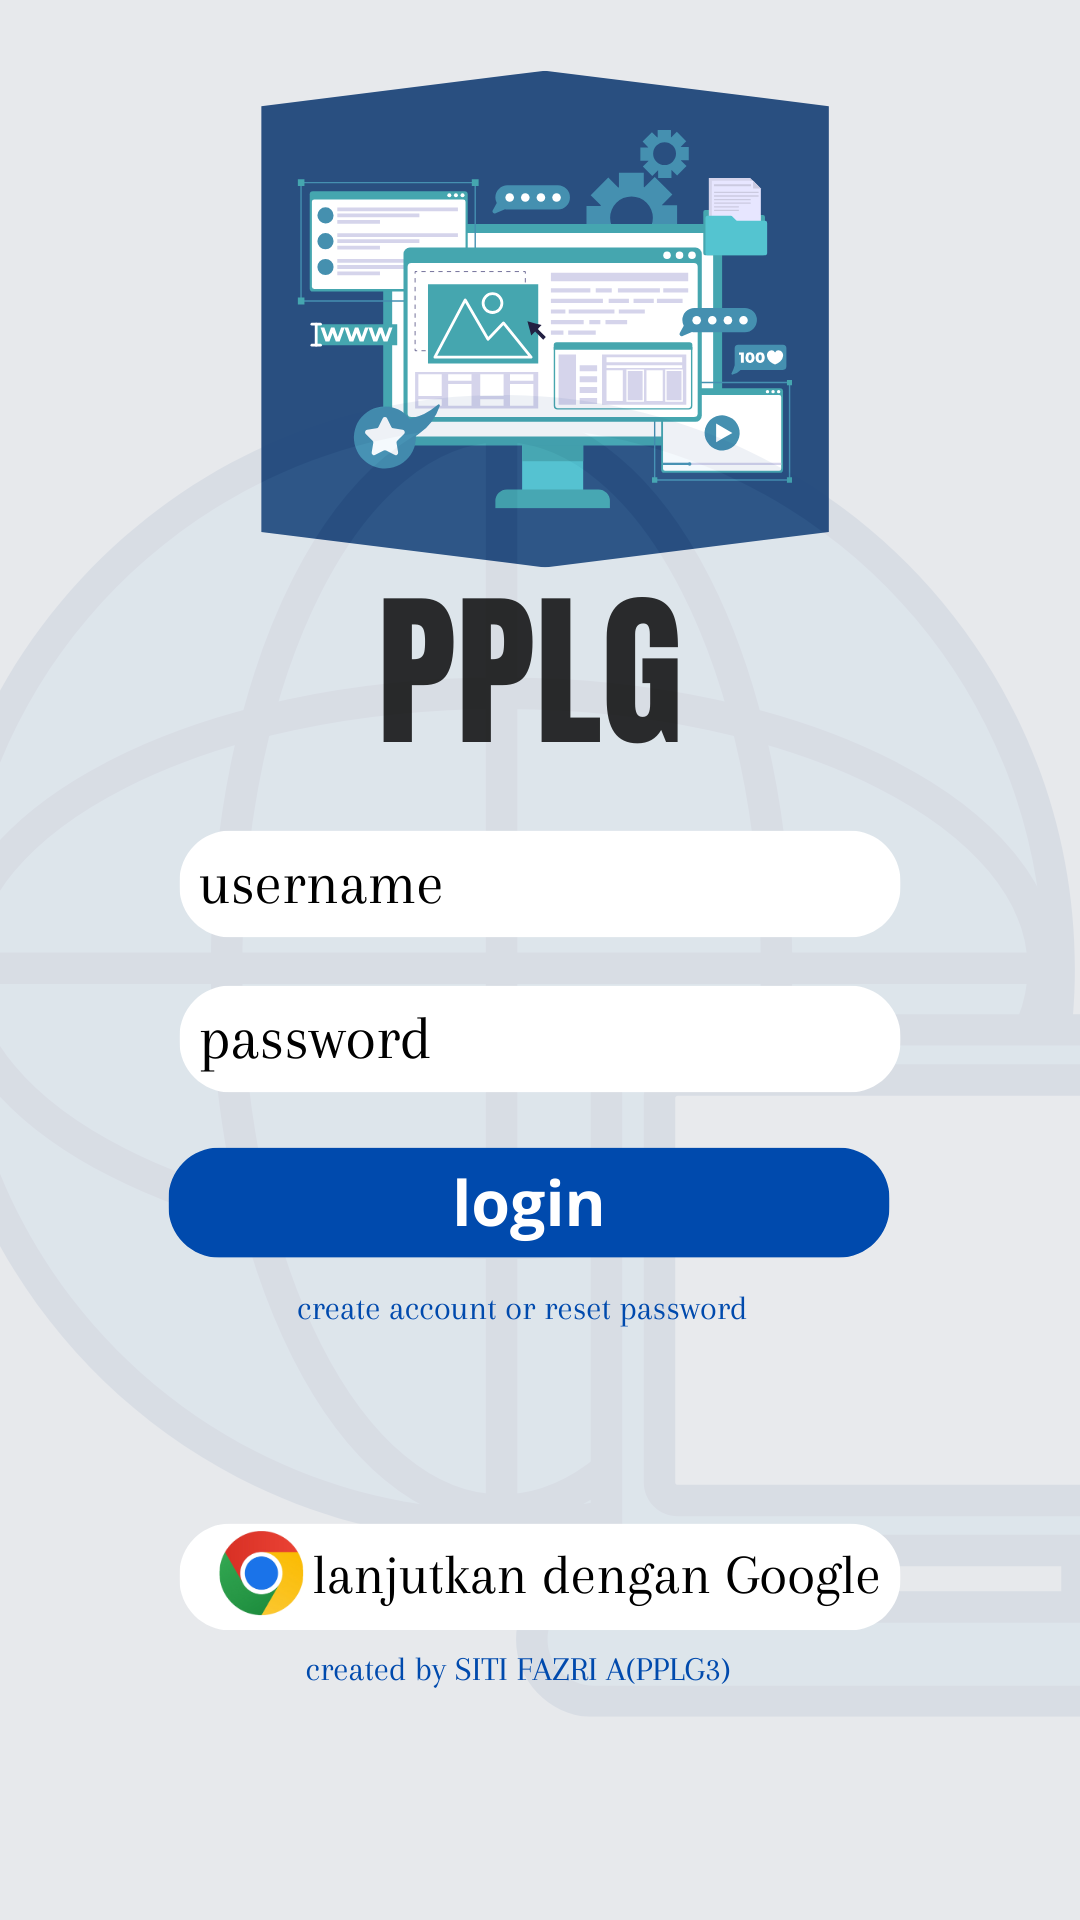 WWW
100
PPLG
username
password
login
create account or reset password
lanjutkan dengan Google
created by SITI FAZRI A(PPLG3)